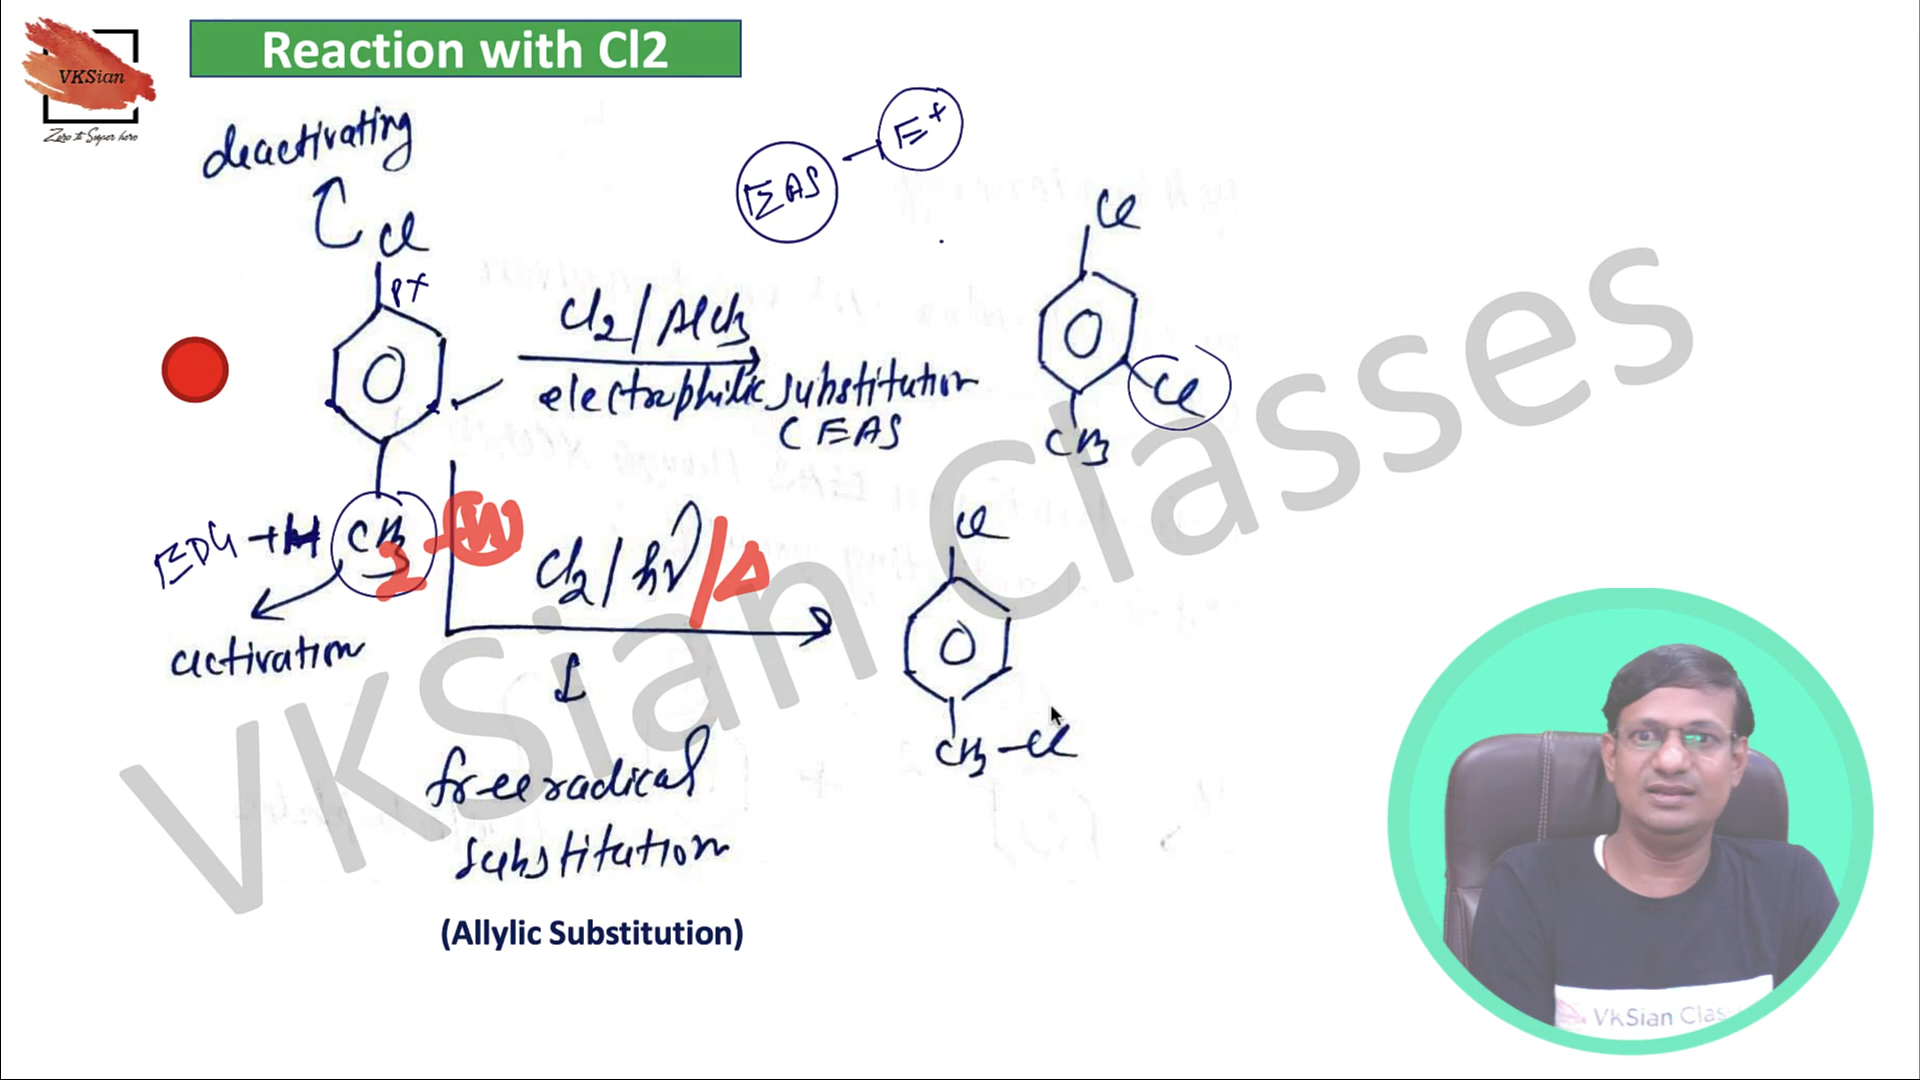 VKSian
Zero to Super hero
Reaction with Cl2
deactivating
Cl
EAS
E+
Cl2/AlCl3
electrophilic substitution
(EAS
Cl
Cl
CH3
EDG +H CH3
activation
Cl2/hν/Δ
free radical
substitution
(Allylic Substitution)
Cl
CH3-Cl
VKSian Classes
VKSian Clas